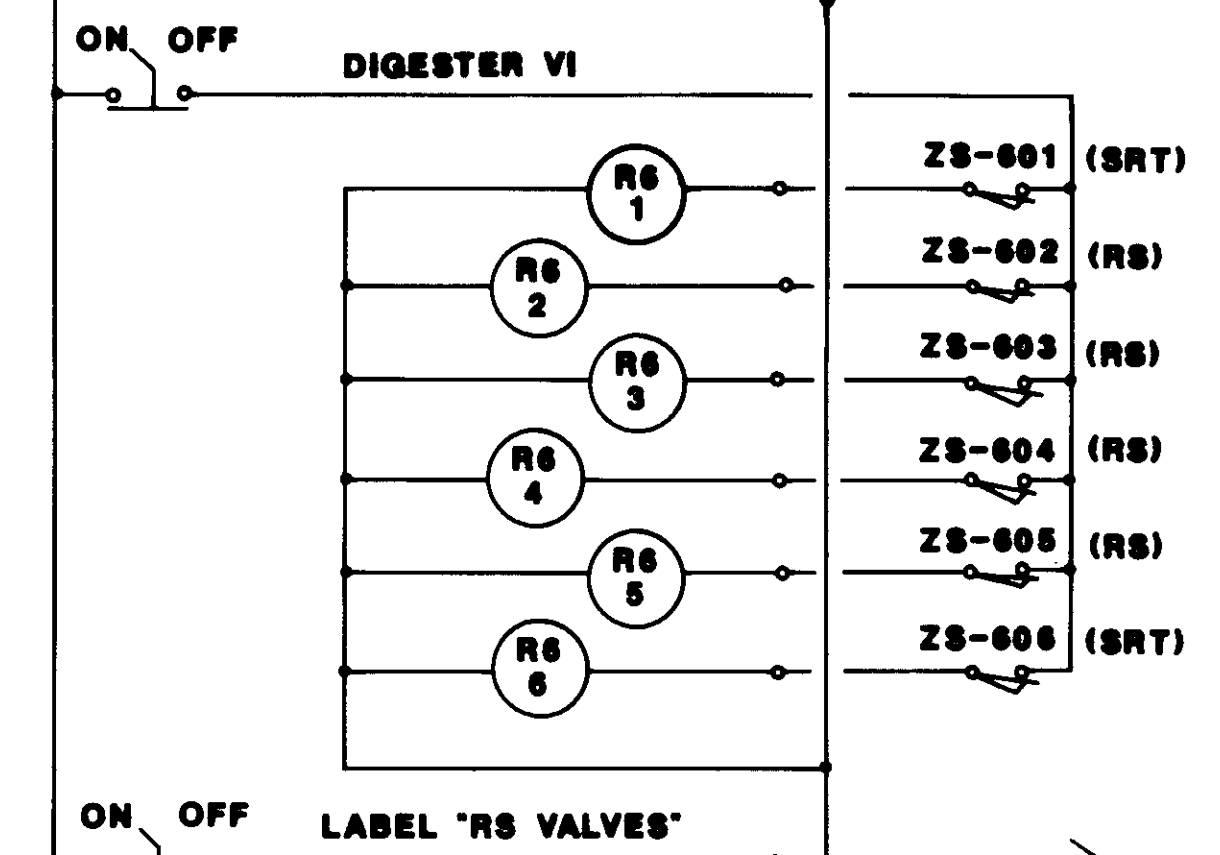 ON OFF
DIGESTER VI
ZS-601 (SRT)
R6
1
ZS-602 (RS)
R6
2
ZS-603 (RS)
R6
3
ZS-604 (RS)
R6
4
ZS-605 (RS)
R6
5
ZS-606 (SRT)
R6
6
ON OFF
LABEL "RS VALVES"